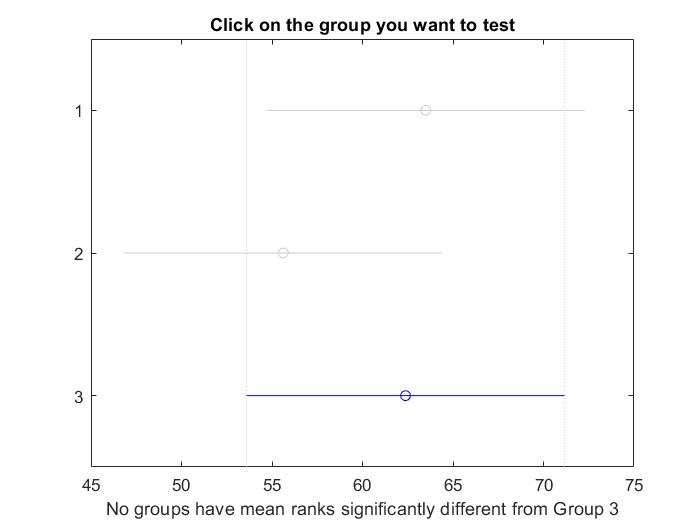 Click on the group you want to test
1
2
3
45 50 55 60 65 70 75
No groups have mean ranks significantly different from Group 3